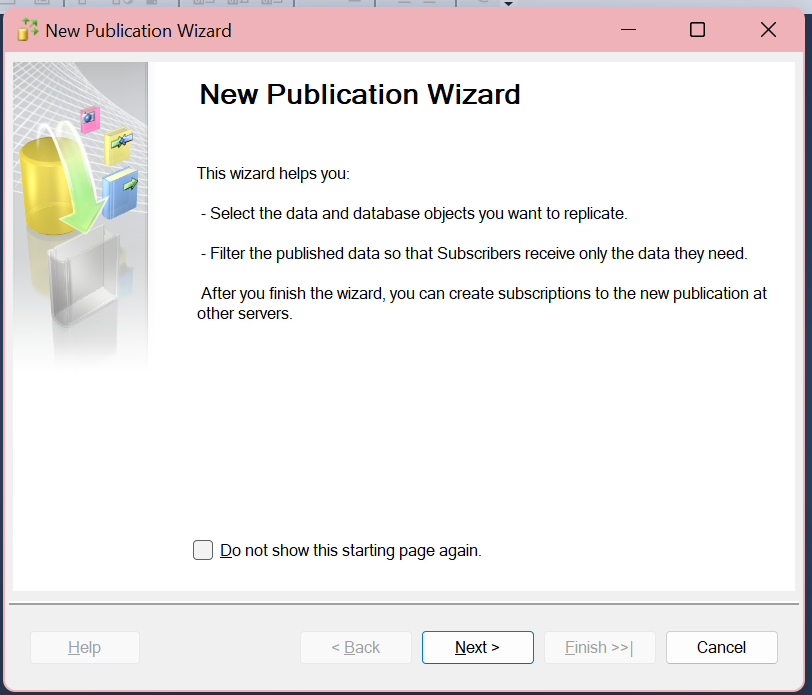 New Publication Wizard
New Publication Wizard
This wizard helps you:
- Select the data and database objects you want to replicate.
- Filter the published data so that Subscribers receive only the data they need.
After you finish the wizard, you can create subscriptions to the new publication at
other servers.
Do not show this starting page again.
Help
< Back
Next >
Finish >>|
Cancel